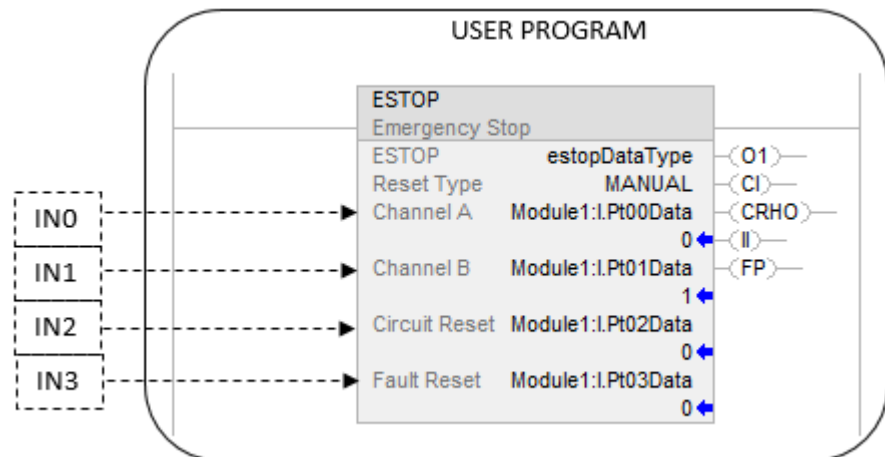 USER PROGRAM
ESTOP
Emergency Stop
ESTOP estopDataType (O1)
Reset Type MANUAL (CI)
IN0 Channel A Module1:I.Pt00Data (CRHO)
0 (II)
IN1 Channel B Module1:I.Pt01Data (FP)
1
IN2 Circuit Reset Module1:I.Pt02Data
0
IN3 Fault Reset Module1:I.Pt03Data
0